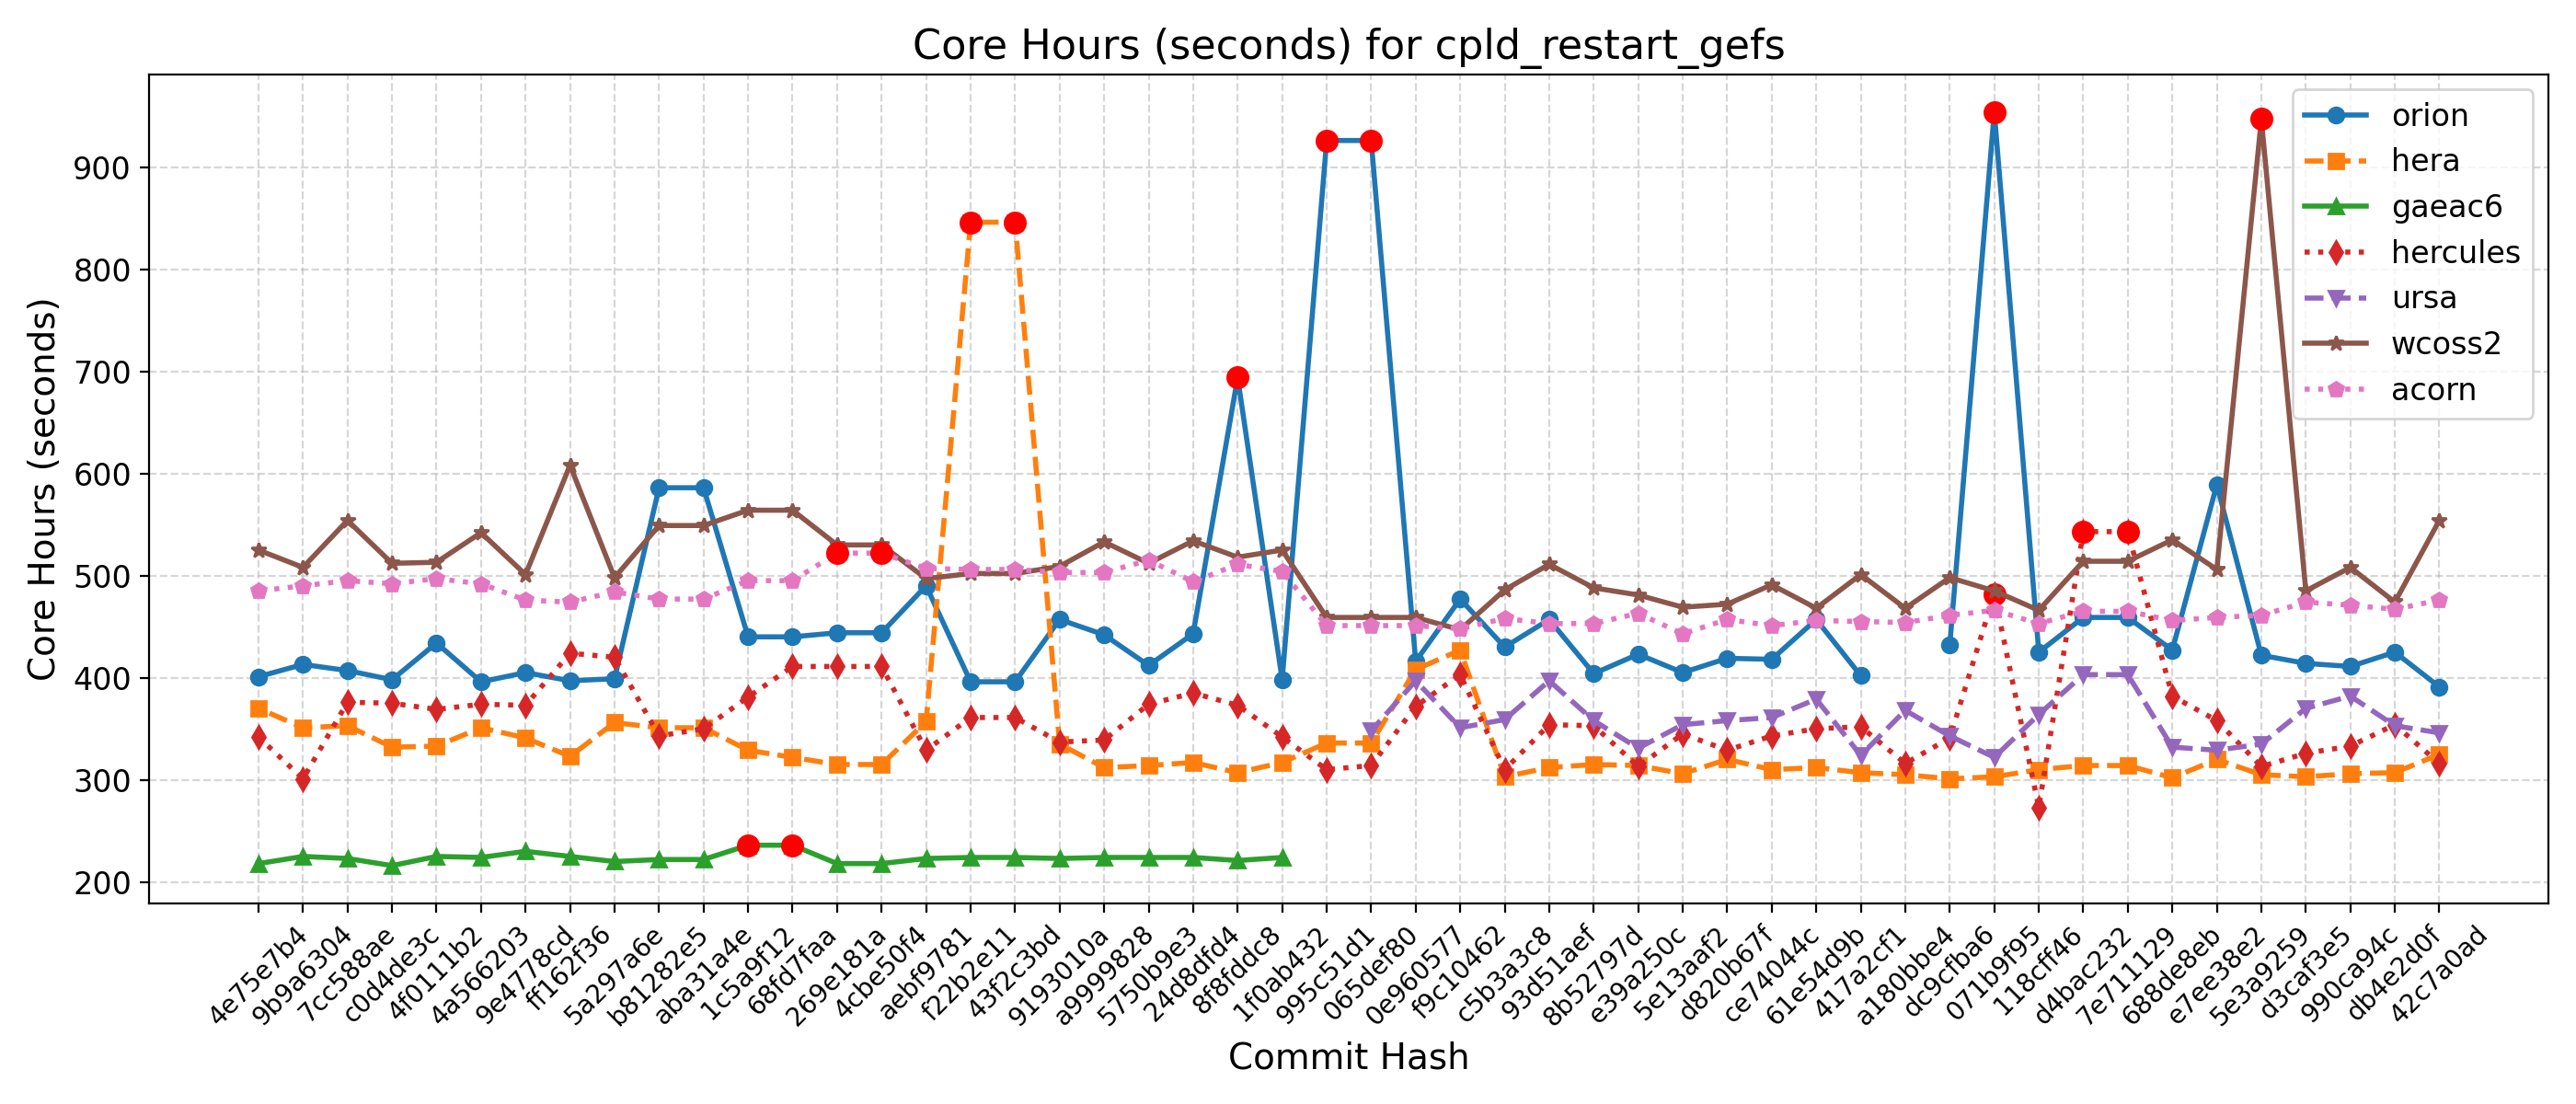 Core Hours (seconds) for cpld_restart_gefs
Core Hours (seconds)
900
800
700
600
500
400
300
200
orion
hera
gaeac6
hercules
ursa
wcoss2
acorn
4e75e7b4
9b9a6304
7cc588ae
c0d4de3c
4f0111b2
4a566203
9e4778cd
ff162f36
5a297a6e
b81282e5
aba31a4e
1c5a9f12
68fd7faa
269e181a
4cbe50f4
aebf9781
f22b2e11
43f2c3bd
9193010a
a9999828
5750b9e3
24d8dfd4
8f8fddc8
1f0ab432
995c51d1
065def80
0e960577
f9c10462
c5b3a3c8
93d51aef
8b52797d
e39a250c
5e13aaf2
d820b67f
ce74044c
61e54d9b
417a2cf1
a180bbe4
dc9cfba6
071b9f95
118cff46
d4bac232
7e711129
688de8eb
e7ee38e2
5e3a9259
d3caf3e5
990ca94c
db4e2d0f
42c7a0ad
Commit Hash